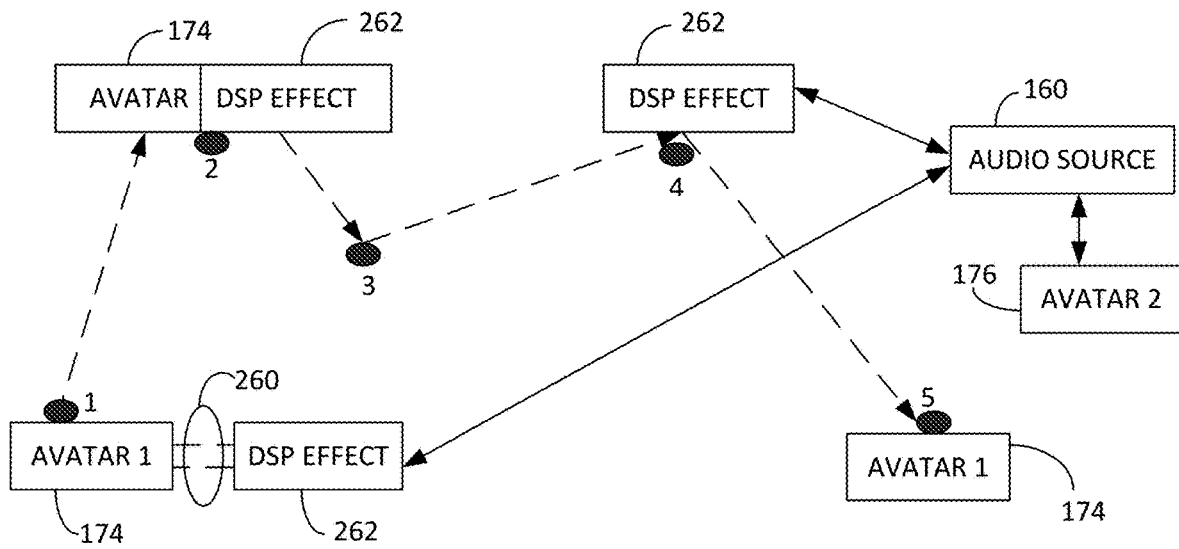 174
262
262
AVATAR
DSP EFFECT
DSP EFFECT
160
2
4
AUDIO SOURCE
3
176
AVATAR 2
260
1
5
AVATAR 1
DSP EFFECT
AVATAR 1
174
262
174